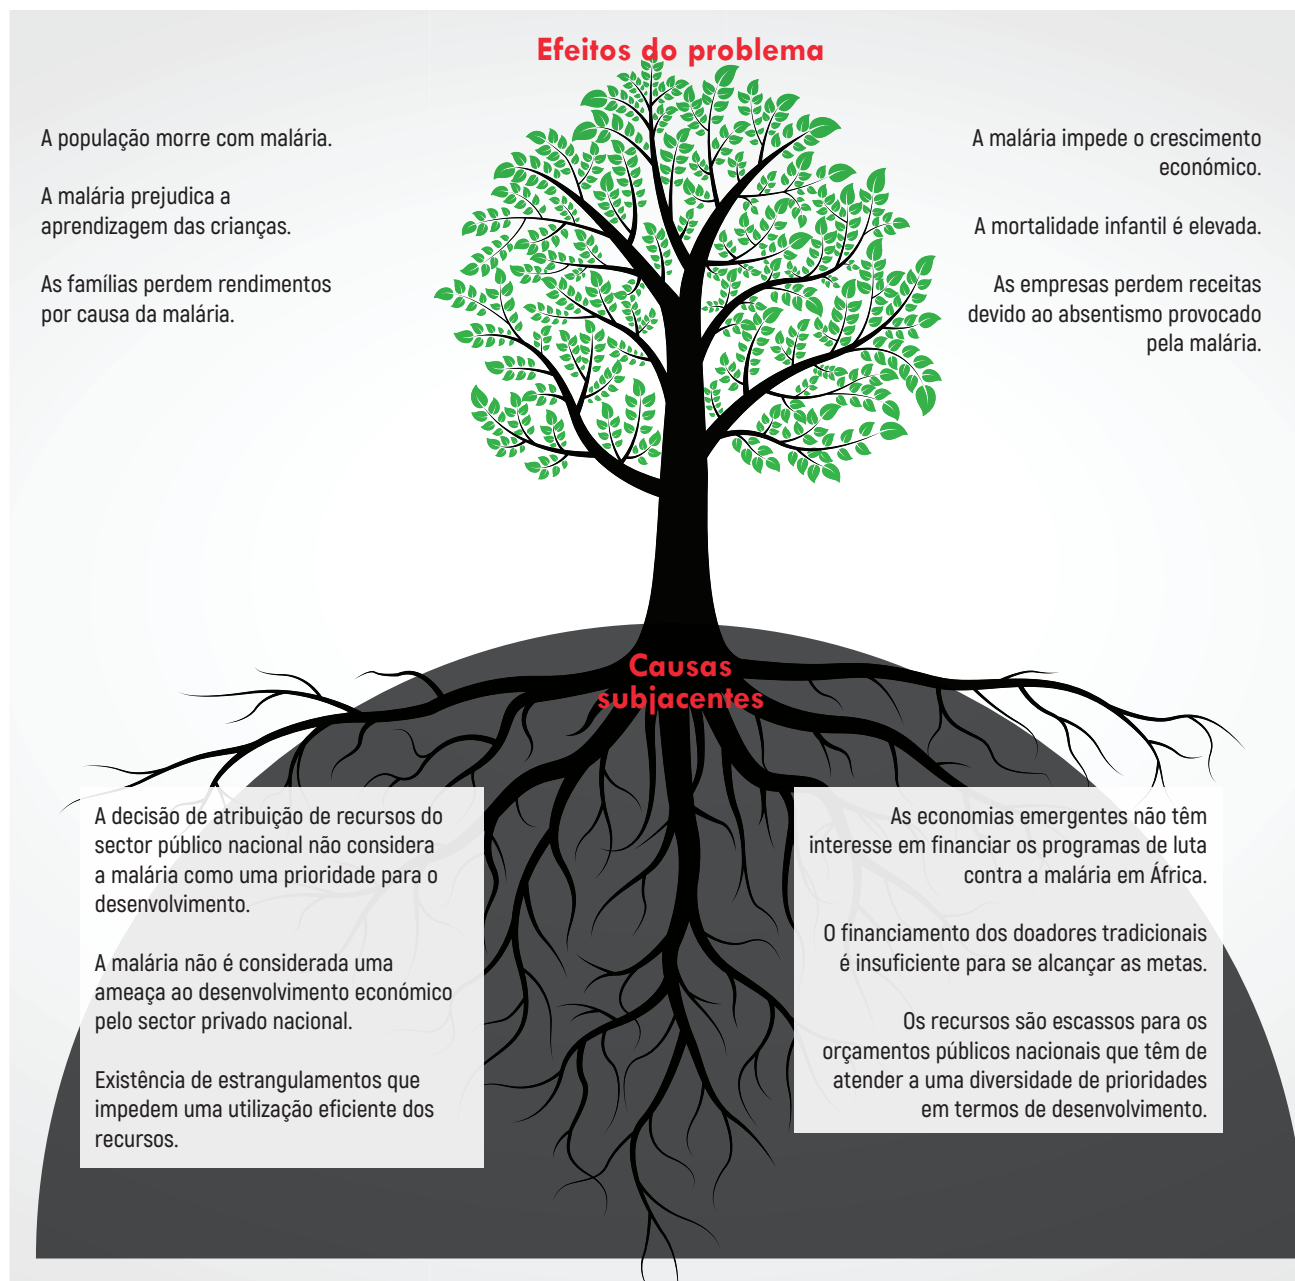 Efeitos do problema
A população morre com malária.
A malária prejudica a
aprendizagem das crianças.
As famílias perdem rendimentos
por causa da malária.
A malária impede o crescimento
económico.
A mortalidade infantil é elevada.
As empresas perdem receitas
devido ao absentismo provocado
pela malária.
Causas
subjacentes
A decisão de atribuição de recursos do
sector público nacional não considera
a malária como uma prioridade para o
desenvolvimento.
A malária não é considerada uma
ameaça ao desenvolvimento económico
pelo sector privado nacional.
Existência de estrangulamentos que
impedem uma utilização eficiente dos
recursos.
As economias emergentes não têm
interesse em financiar os programas de luta
contra a malária em África.
O financiamento dos doadores tradicionais
é insuficiente para se alcançar as metas.
Os recursos são escassos para os
orçamentos públicos nacionais que têm de
atender a uma diversidade de prioridades
em termos de desenvolvimento.